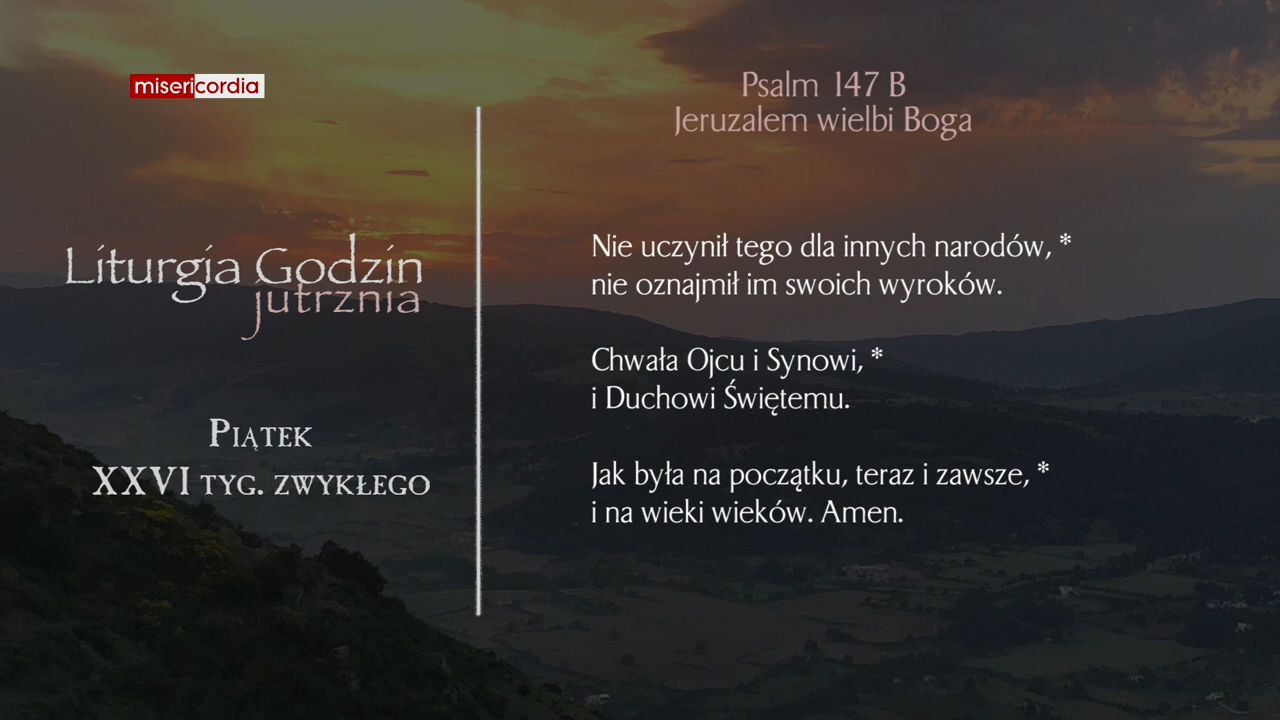 misericordia
Liturgia Godzin
jutrznia
Piątek
XXVI tyg. zwykłego
Psalm 147 B
Jeruzalem wielbi Boga
Nie uczynił tego dla innych narodów, *
nie oznajmił im swoich wyroków.
Chwała Ojcu i Synowi, *
i Duchowi Świętemu.
Jak była na początku, teraz i zawsze, *
i na wieki wieków. Amen.